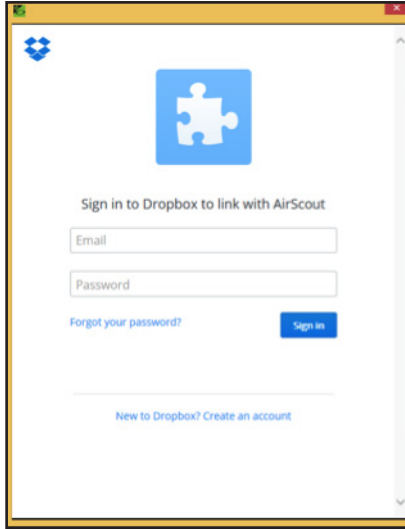 Sign in to Dropbox to link with AirScout
Email
Password
Forgot your password?
Sign in
New to Dropbox? Create an account